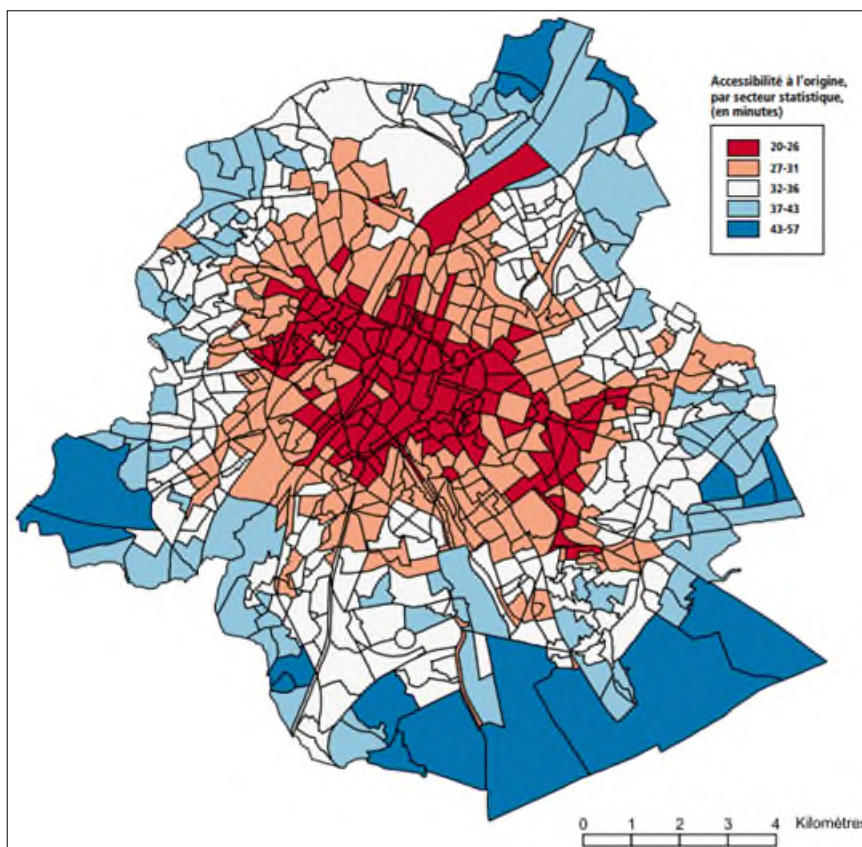 Accessibilité à l'origine,
par secteur statistique,
(en minutes)
20-26
27-31
32-36
37-43
43-57
0 1 2 3 4 Kilomètres